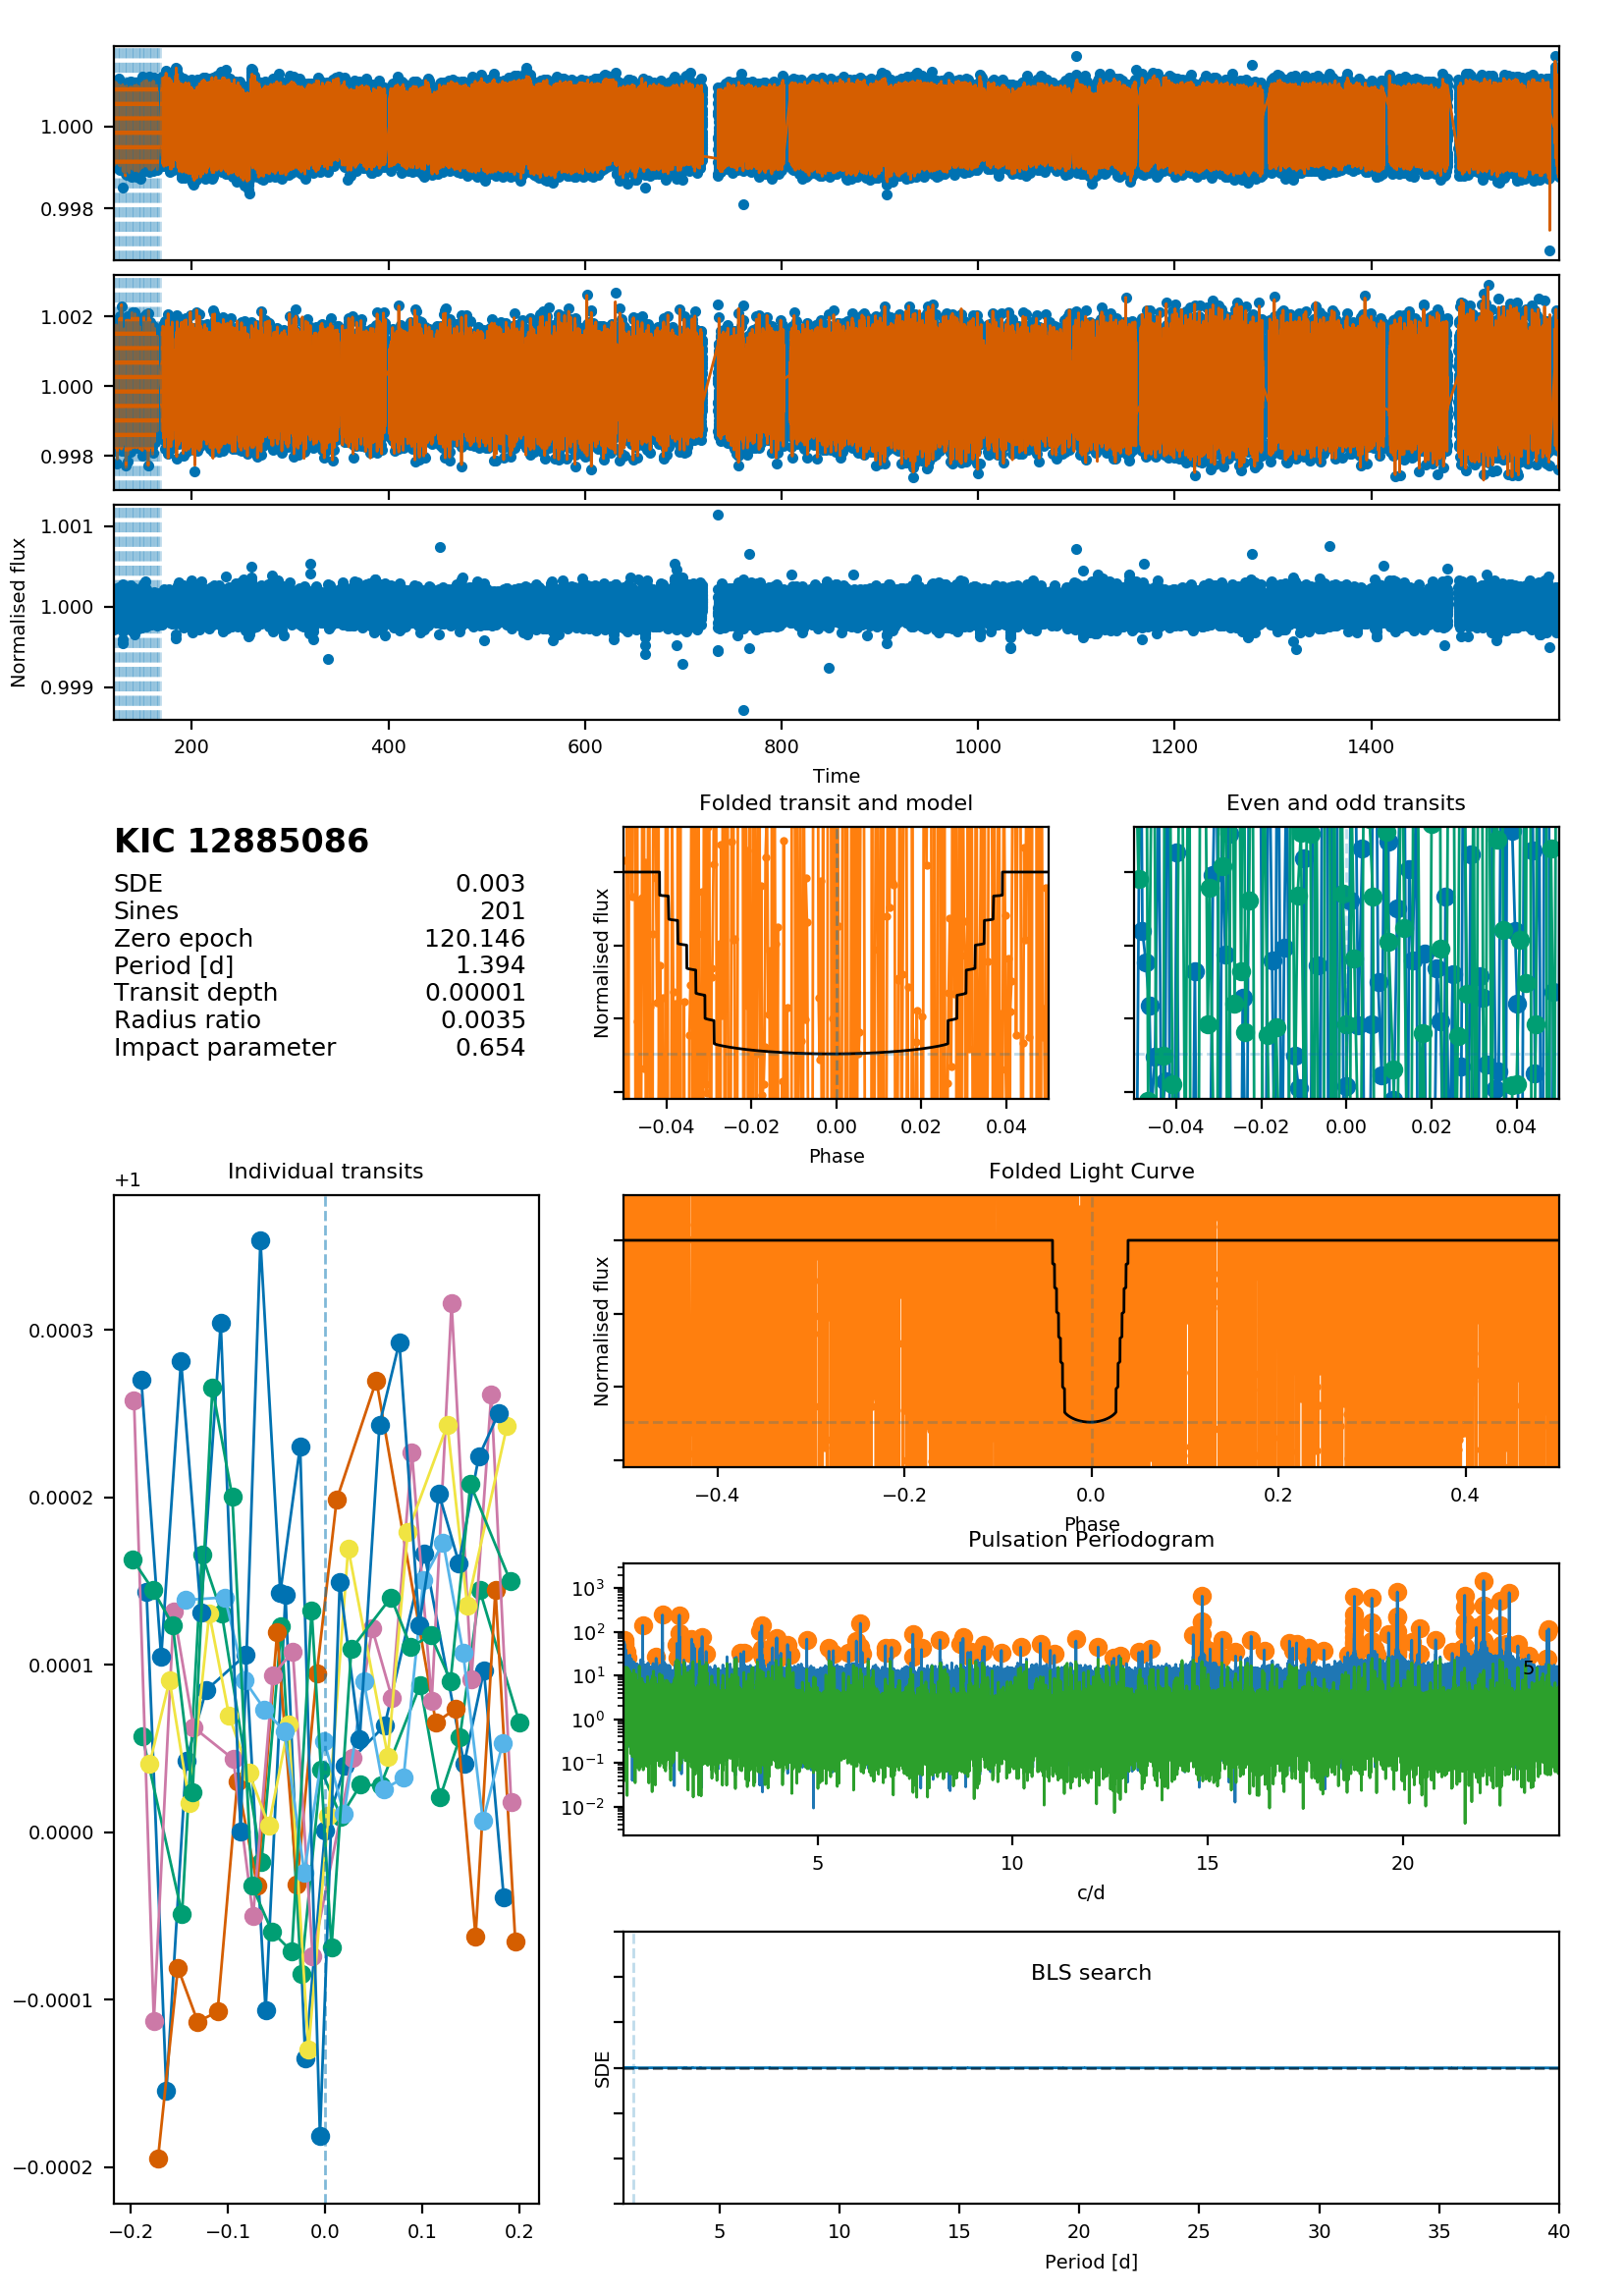 1.000
0.998
1.002
1.000
0.998
1.001
1.000
0.999
Normalised flux
200 400 600 800 1000 1200 1400
Time
KIC 12885086
SDE 0.003
Sines 201
Zero epoch 120.146
Period [d] 1.394
Transit depth 0.00001
Radius ratio 0.0035
Impact parameter 0.654
Folded transit and model
Normalised flux
−0.04 −0.02 0.00 0.02 0.04
Phase
Even and odd transits
−0.04 −0.02 0.00 0.02 0.04
Individual transits
+1
0.0003
0.0002
0.0001
0.0000
−0.0001
−0.0002
−0.2 −0.1 0.0 0.1 0.2
Folded Light Curve
Normalised flux
−0.4 −0.2 0.0 0.2 0.4
Phase
Pulsation Periodogram
10³
10²
10¹
10⁰
10⁻¹
10⁻²
5
5 10 15 20
c/d
BLS search
SDE
5 10 15 20 25 30 35 40
Period [d]